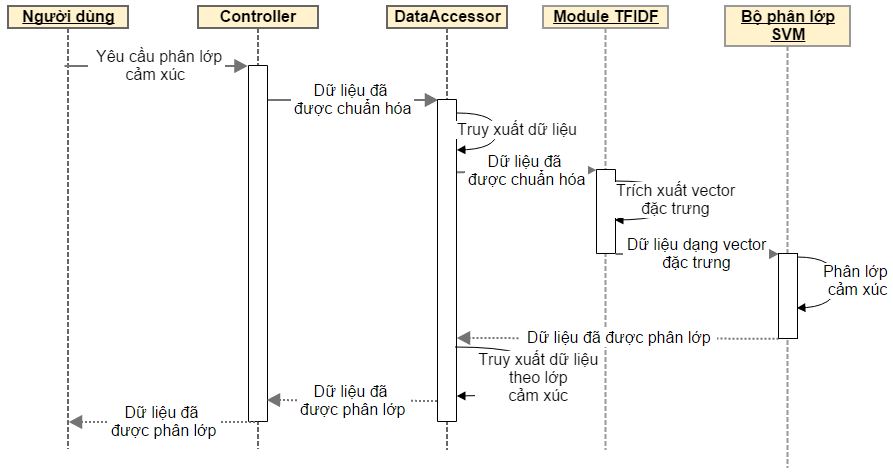 Người dùng
Controller
DataAccessor
Module TFIDF
Bộ phân lớp
SVM
Yêu cầu phân lớp
cảm xúc
Dữ liệu đã
được chuẩn hóa
Truy xuất dữ liệu
Dữ liệu đã
được chuẩn hóa
Trích xuất vector
đặc trưng
Dữ liệu dạng vector
đặc trưng
Phân lớp
cảm xúc
Dữ liệu đã được phân lớp
Truy xuất dữ liệu
theo lớp
cảm xúc
Dữ liệu đã
được phân lớp
Dữ liệu đã
được phân lớp